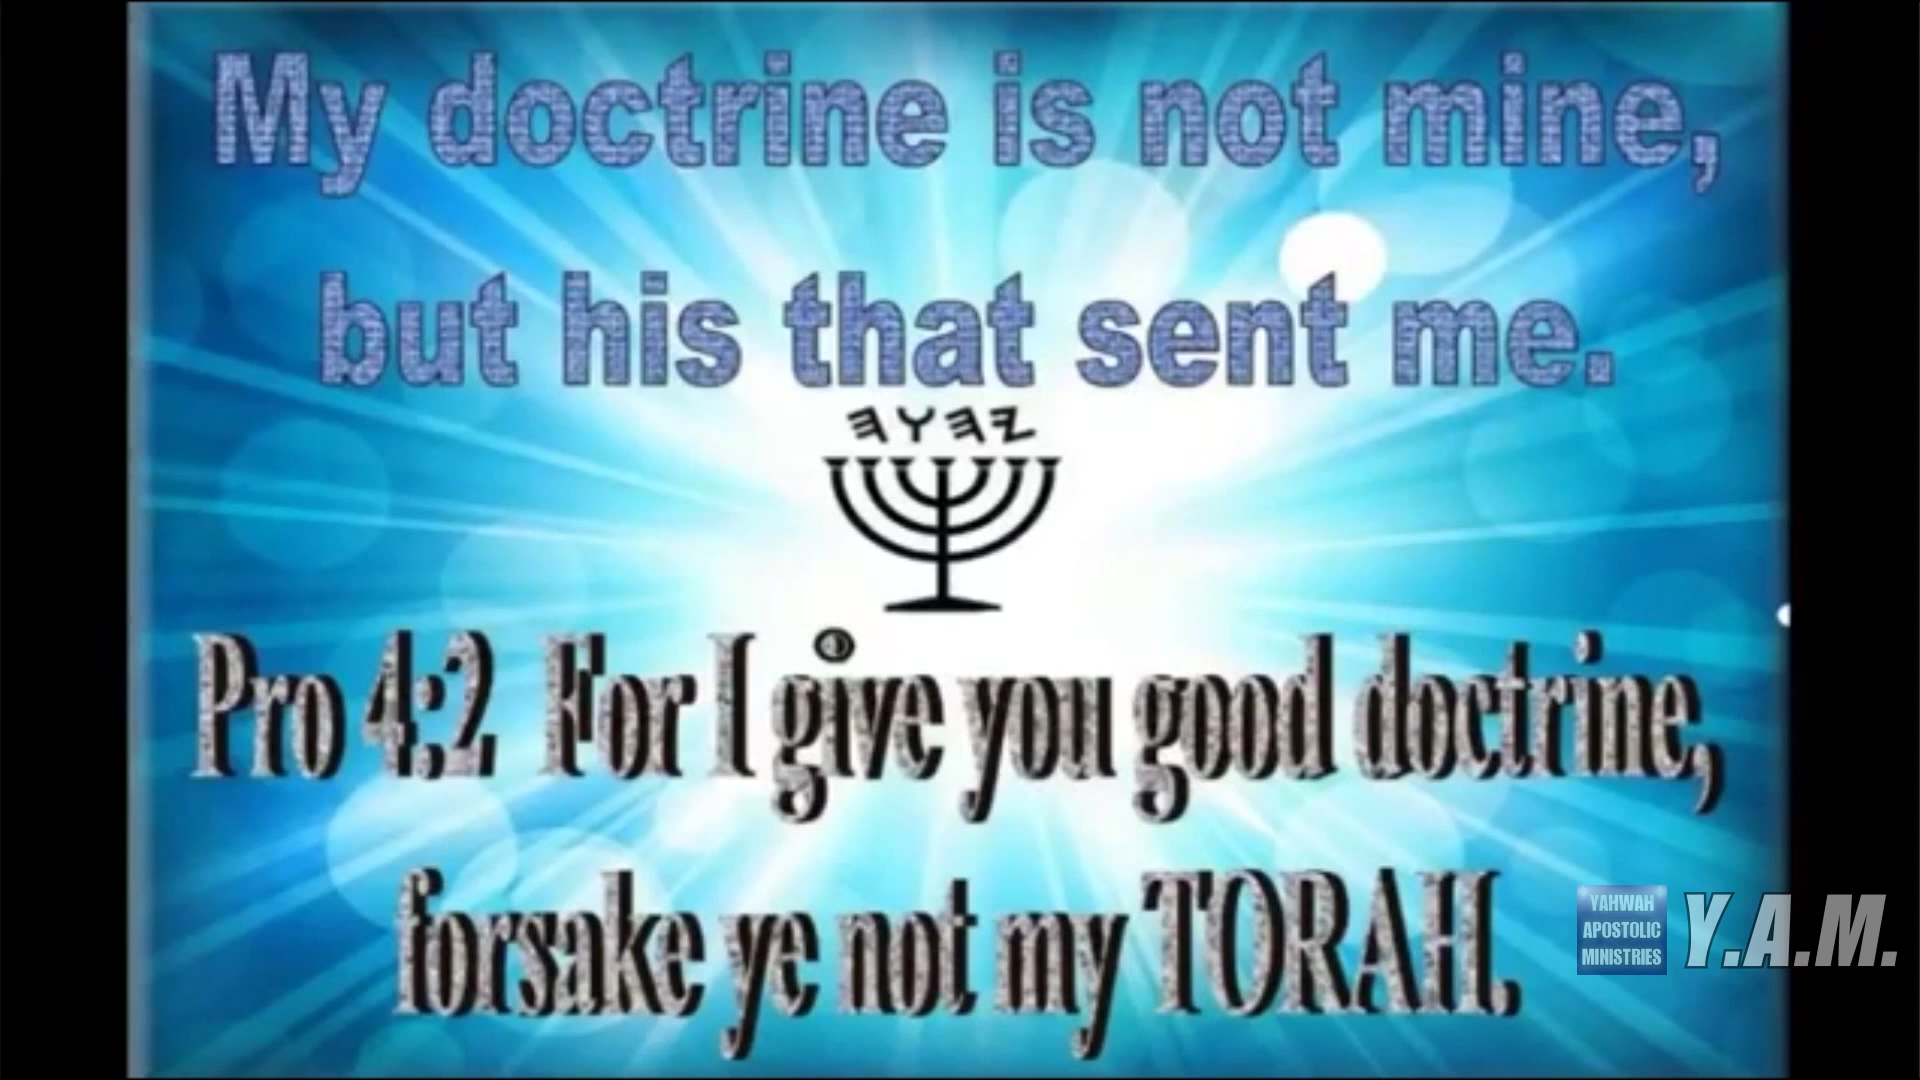 My doctrine is not mine,
but his that sent me.
𐤉𐤄𐤅𐤄
Pro 4:2 For I give you good doctrine,
forsake ye not my TORAH.
YAHWAH
APOSTOLIC
MINISTRIES
Y.A.M.